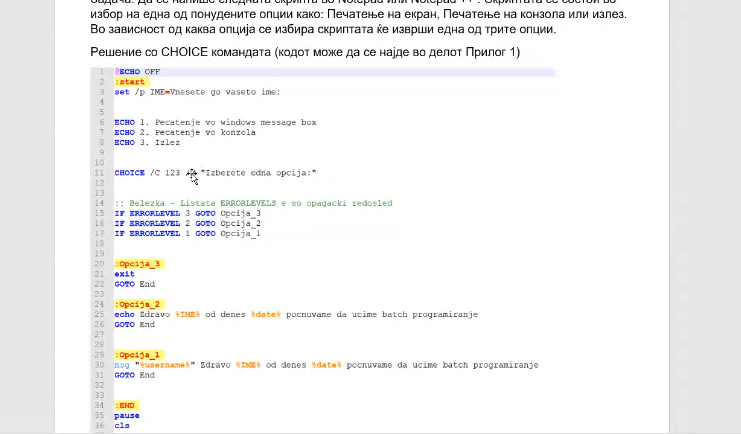 задача: Да се напише следната скрипта во Notepad или Notepad ++ . Скриптата се состои во
избор на една од понудените опции како: Печатење на екран, Печатење на конзола или излез.
Во зависност од каква опција се избира скриптата ќе изврши една од трите опции.
Решение со CHOICE командата (кодот може да се најде во делот Прилог 1)
1 @ECHO OFF
2 :start
3 set /p IME=Vnesete go vaseto ime:
4
5
6 ECHO 1. Pecatenje vo windows message box
7 ECHO 2. Pecatenje vo konzola
8 ECHO 3. Izlez
9
10
11 CHOICE /C 123 "Izberete edna opcija:"
12
13
14 :: Belezka - Listata ERRORLEVELS e so opagacki redosled
15 IF ERRORLEVEL 3 GOTO Opcija_3
16 IF ERRORLEVEL 2 GOTO Opcija_2
17 IF ERRORLEVEL 1 GOTO Opcija_1
18
19
20 :Opcija_3
21 exit
22 GOTO End
23
24 :Opcija_2
25 echo Zdravo %IME% od denes %date% pocnuvame da ucime batch programiranje
26 GOTO End
27
28
29 :Opcija_1
30 msg "%username%" Zdravo %IME% od denes %date% pocnuvame da ucime batch programiranje
31 GOTO End
32
33
34 :END
35 pause
36 cls